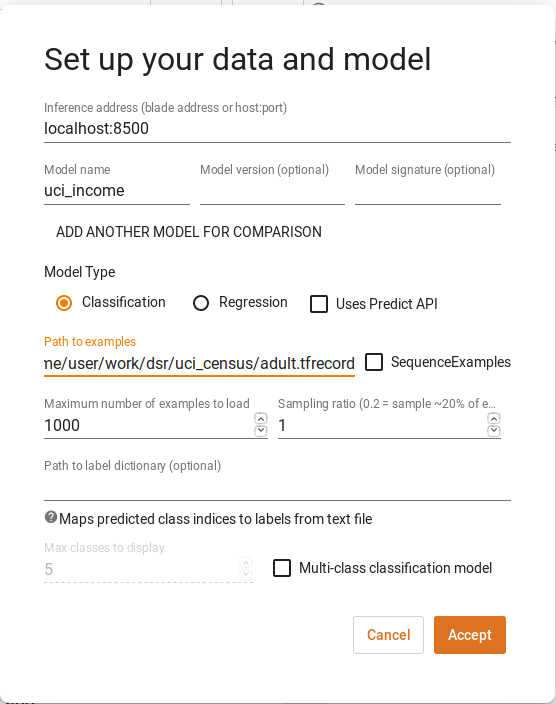 Set up your data and model
Inference address (blade address or host:port)
localhost:8500
Model name Model version (optional) Model signature (optional)
uci_income
ADD ANOTHER MODEL FOR COMPARISON
Model Type
Classification Regression Uses Predict API
Path to examples
me/user/work/dsr/uci_census/adult.tfrecord SequenceExamples
Maximum number of examples to load Sampling ratio (0.2 = sample ~20% of e...
1000 1
Path to label dictionary (optional)
Maps predicted class indices to labels from text file
Max classes to display
5 Multi-class classification model
Cancel Accept